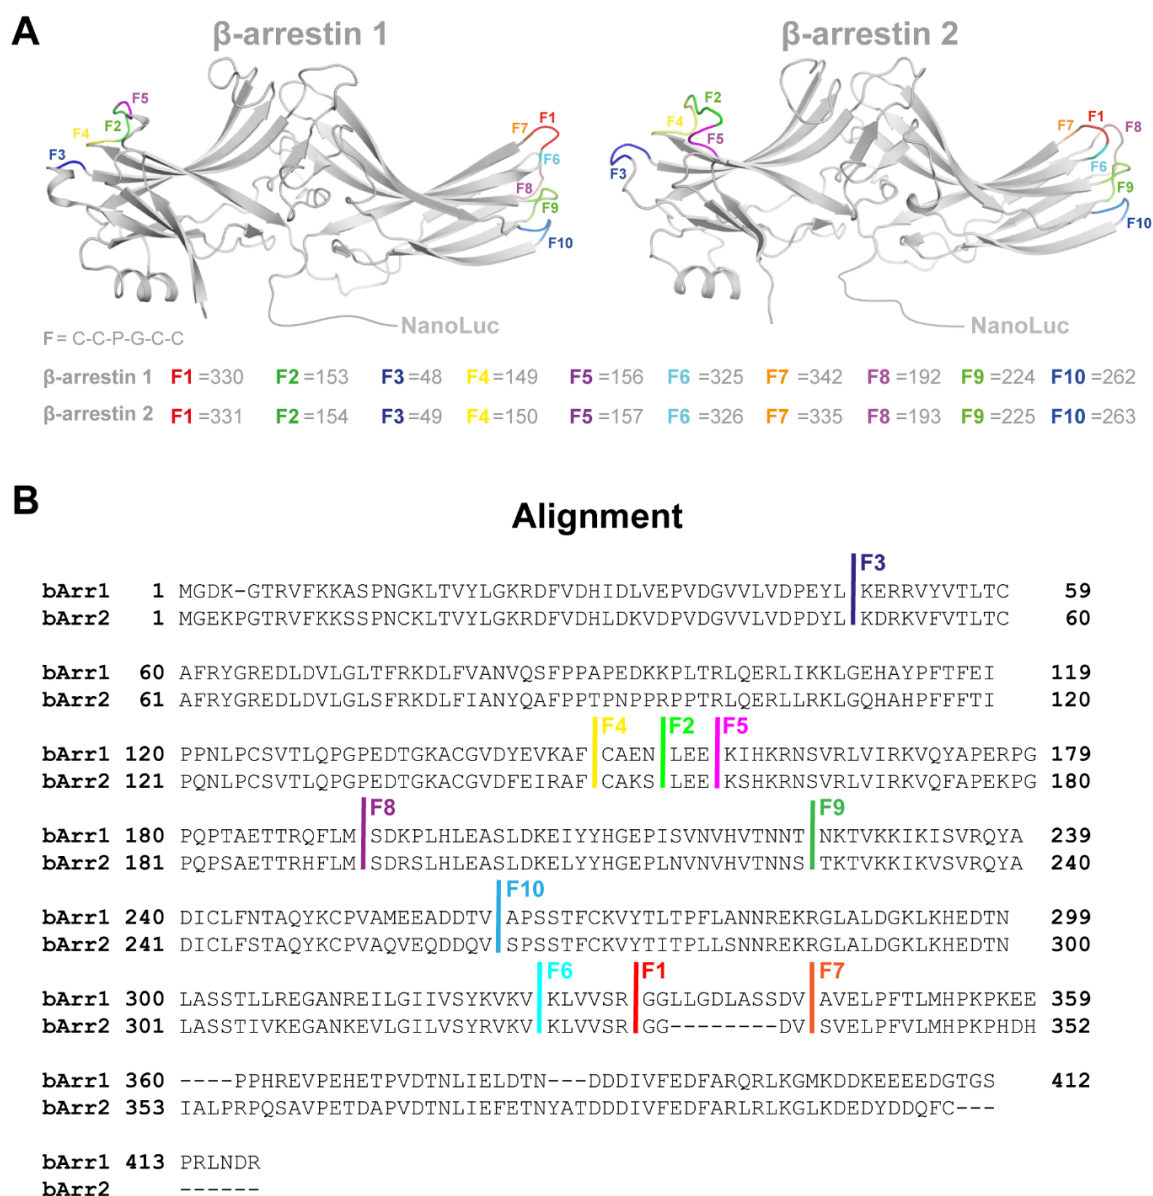 A
β-arrestin 1 β-arrestin 2
F5 F2 F4 F3 F7 F1 F6 F8 F9 F10
F2 F4 F5 F3 F7 F1 F8 F6 F9 F10
NanoLuc NanoLuc
F = C-C-P-G-C-C
β-arrestin 1 F1 =330 F2 =153 F3 =48 F4 =149 F5 =156 F6 =325 F7 =342 F8 =192 F9 =224 F10 =262
β-arrestin 2 F1 =331 F2 =154 F3 =49 F4 =150 F5 =157 F6 =326 F7 =335 F8 =193 F9 =225 F10 =263
B
Alignment
F3
bArr1 1 MGDK-GTRVFKKASPNGKLTVYLGKRDFVDHIDLVEPVDGVVLVDPEYL KERRVYVTLTC 59
bArr2 1 MGEKPGTRVFKKSSPNCKLTVYLGKRDFVDHLDKVDPVDGVVLVDPDYL KDRKVFVTLTC 60
bArr1 60 AFRYGREDLDVLGLTFRKDLFVANVQSFPPAPEDKKPLTRLQERLIKKLGEHAYPFTFEI 119
bArr2 61 AFRYGREDLDVLGLSFRKDLFIANYQAFPPTPNPPRPPTRLQERLLRKLGQHAHPFFFTI 120
F4 F2 F5
bArr1 120 PPNLPCSVTLQPGPEDTGKACGVDYEVKAF CAEN LEE KIHKRNSVRLVIRKVQYAPERPG 179
bArr2 121 PQNLPCSVTLQPGPEDTGKACGVDFEIRAF CAKS LEE KSHKRNSVRLVIRKVQFAPEKPG 180
F8 F9
bArr1 180 PQPTAETTRQFLM SDKPLHLEASLDKEIYYHGEPISVNVHVTNNT NKTVKKIKISVRQYA 239
bArr2 181 PQPSAETTRHFLM SDRSLHLEASLDKELYYHGEPLNVNVHVTNNS TKTVKKIKVSVRQYA 240
F10
bArr1 240 DICLFNTAQYKCPVAMEEADDTV APSSTFCKVYTLTPFLANNREKRGLALDGKLKHEDTN 299
bArr2 241 DICLFSTAQYKCPVAQVEQDDQV SPSSTFCKVYTITPLLSNNREKRGLALDGKLKHEDTN 300
F6 F1 F7
bArr1 300 LASSTLLREGANREILGIIVSYKVKV KLVVSR GGLLGDLASSDV AVELPFTLMHPKPKEE 359
bArr2 301 LASSTIVKEGANKEVLGILVSYRVKV KLVVSR GG--------DV SVELPFVLMHPKPHDH 352
bArr1 360 ----PPHREVPEHETPVDTNLIELDTN---DDDIVFEDFARQRLKGMKDDKEEEEDGTGS 412
bArr2 353 IALPRPQSAVPETDAPVDTNLIEFETNYATDDDIVFEDFARLRLKGLKDEDYDDQFC---
bArr1 413 PRLNDR
bArr2 ------